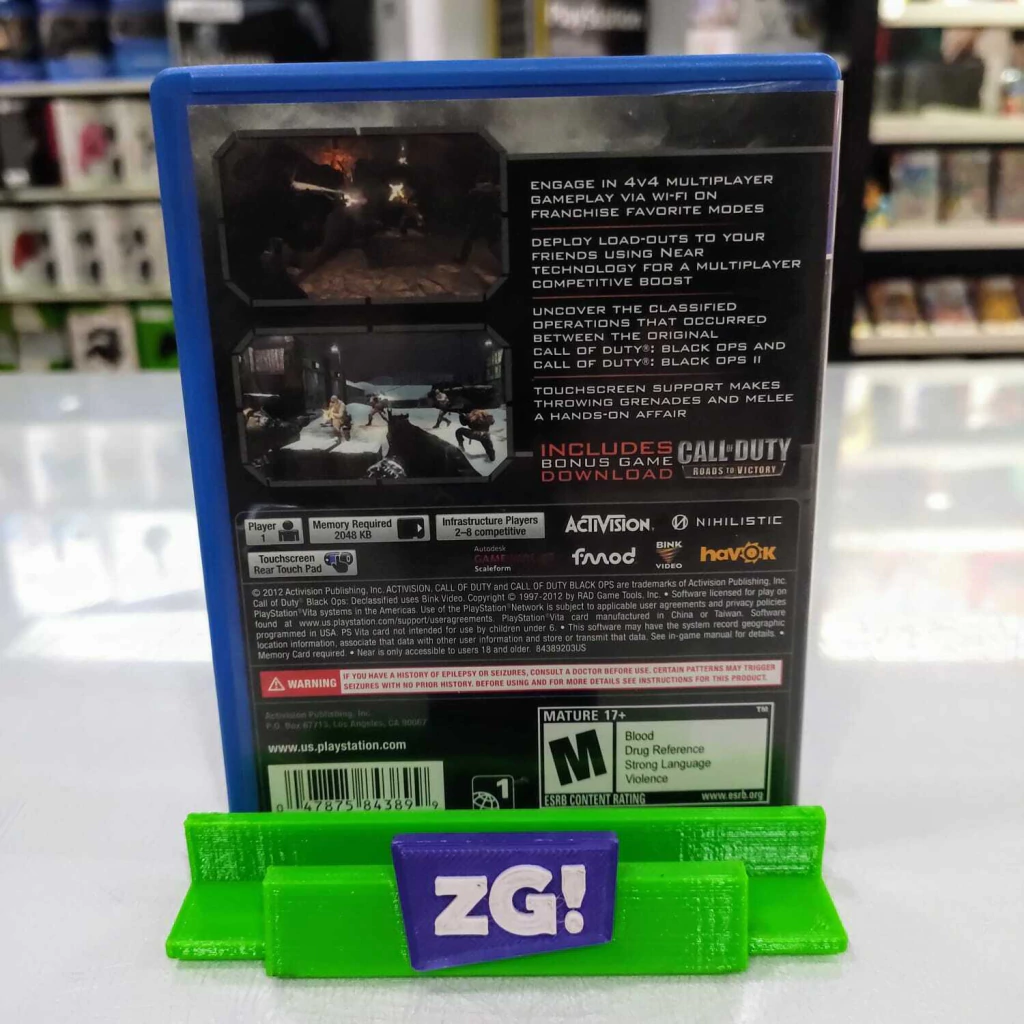 PlayStation
ENGAGE IN 4V4 MULTIPLAYER
GAMEPLAY VIA WI-FI ON
FRANCHISE FAVORITE MODES
DEPLOY LOAD-OUTS TO YOUR
FRIENDS USING NEAR
TECHNOLOGY FOR A MULTIPLAYER
COMPETITIVE BOOST
UNCOVER THE CLASSIFIED
OPERATIONS THAT OCCURRED
BETWEEN THE ORIGINAL
CALL OF DUTY®: BLACK OPS AND
CALL OF DUTY®: BLACK OPS II
TOUCHSCREEN SUPPORT MAKES
THROWING GRENADES AND MELEE
A HANDS-ON AFFAIR
INCLUDES
BONUS GAME
DOWNLOAD
CALL OF DUTY
ROADS TO VICTORY
Player
1
Memory Required
2048 KB
Infrastructure Players
2–8 competitive
ACTIVISION
NIHILISTIC
Touchscreen
Rear Touch Pad
Autodesk
Scaleform
fmod
BINK
VIDEO
havok
© 2012 Activision Publishing, Inc. ACTIVISION, CALL OF DUTY and CALL OF DUTY BLACK OPS are trademarks of Activision Publishing, Inc.
Call of Duty® Black Ops: Declassified uses Bink Video. Copyright © 1997-2012 by RAD Game Tools, Inc. • Software licensed for play on
PlayStation®Vita systems in the Americas. Use of the PlayStation®Network is subject to applicable user agreements and privacy policies
found at www.us.playstation.com/support/useragreements. PlayStation®Vita card manufactured in China or Taiwan. Software
programmed in USA. PS Vita card not intended for use by children under 6. • This software may have the system record geographic
location information, associate that data with other user information and store or transmit that data. See in-game manual for details. •
Memory Card required. • Near is only accessible to users 18 and older. 84389203US
WARNING
IF YOU HAVE A HISTORY OF EPILEPSY OR SEIZURES, CONSULT A DOCTOR BEFORE USE. CERTAIN PATTERNS MAY TRIGGER
SEIZURES WITH NO PRIOR HISTORY. BEFORE USING AND FOR MORE DETAILS SEE INSTRUCTIONS FOR THIS PRODUCT.
Activision Publishing, Inc.
P.O. Box 67713, Los Angeles, CA 90067
www.us.playstation.com
0 47875 84389 9
1
MATURE 17+
TM
M
Blood
Drug Reference
Strong Language
Violence
ESRB CONTENT RATING
www.esrb.org
ZG!